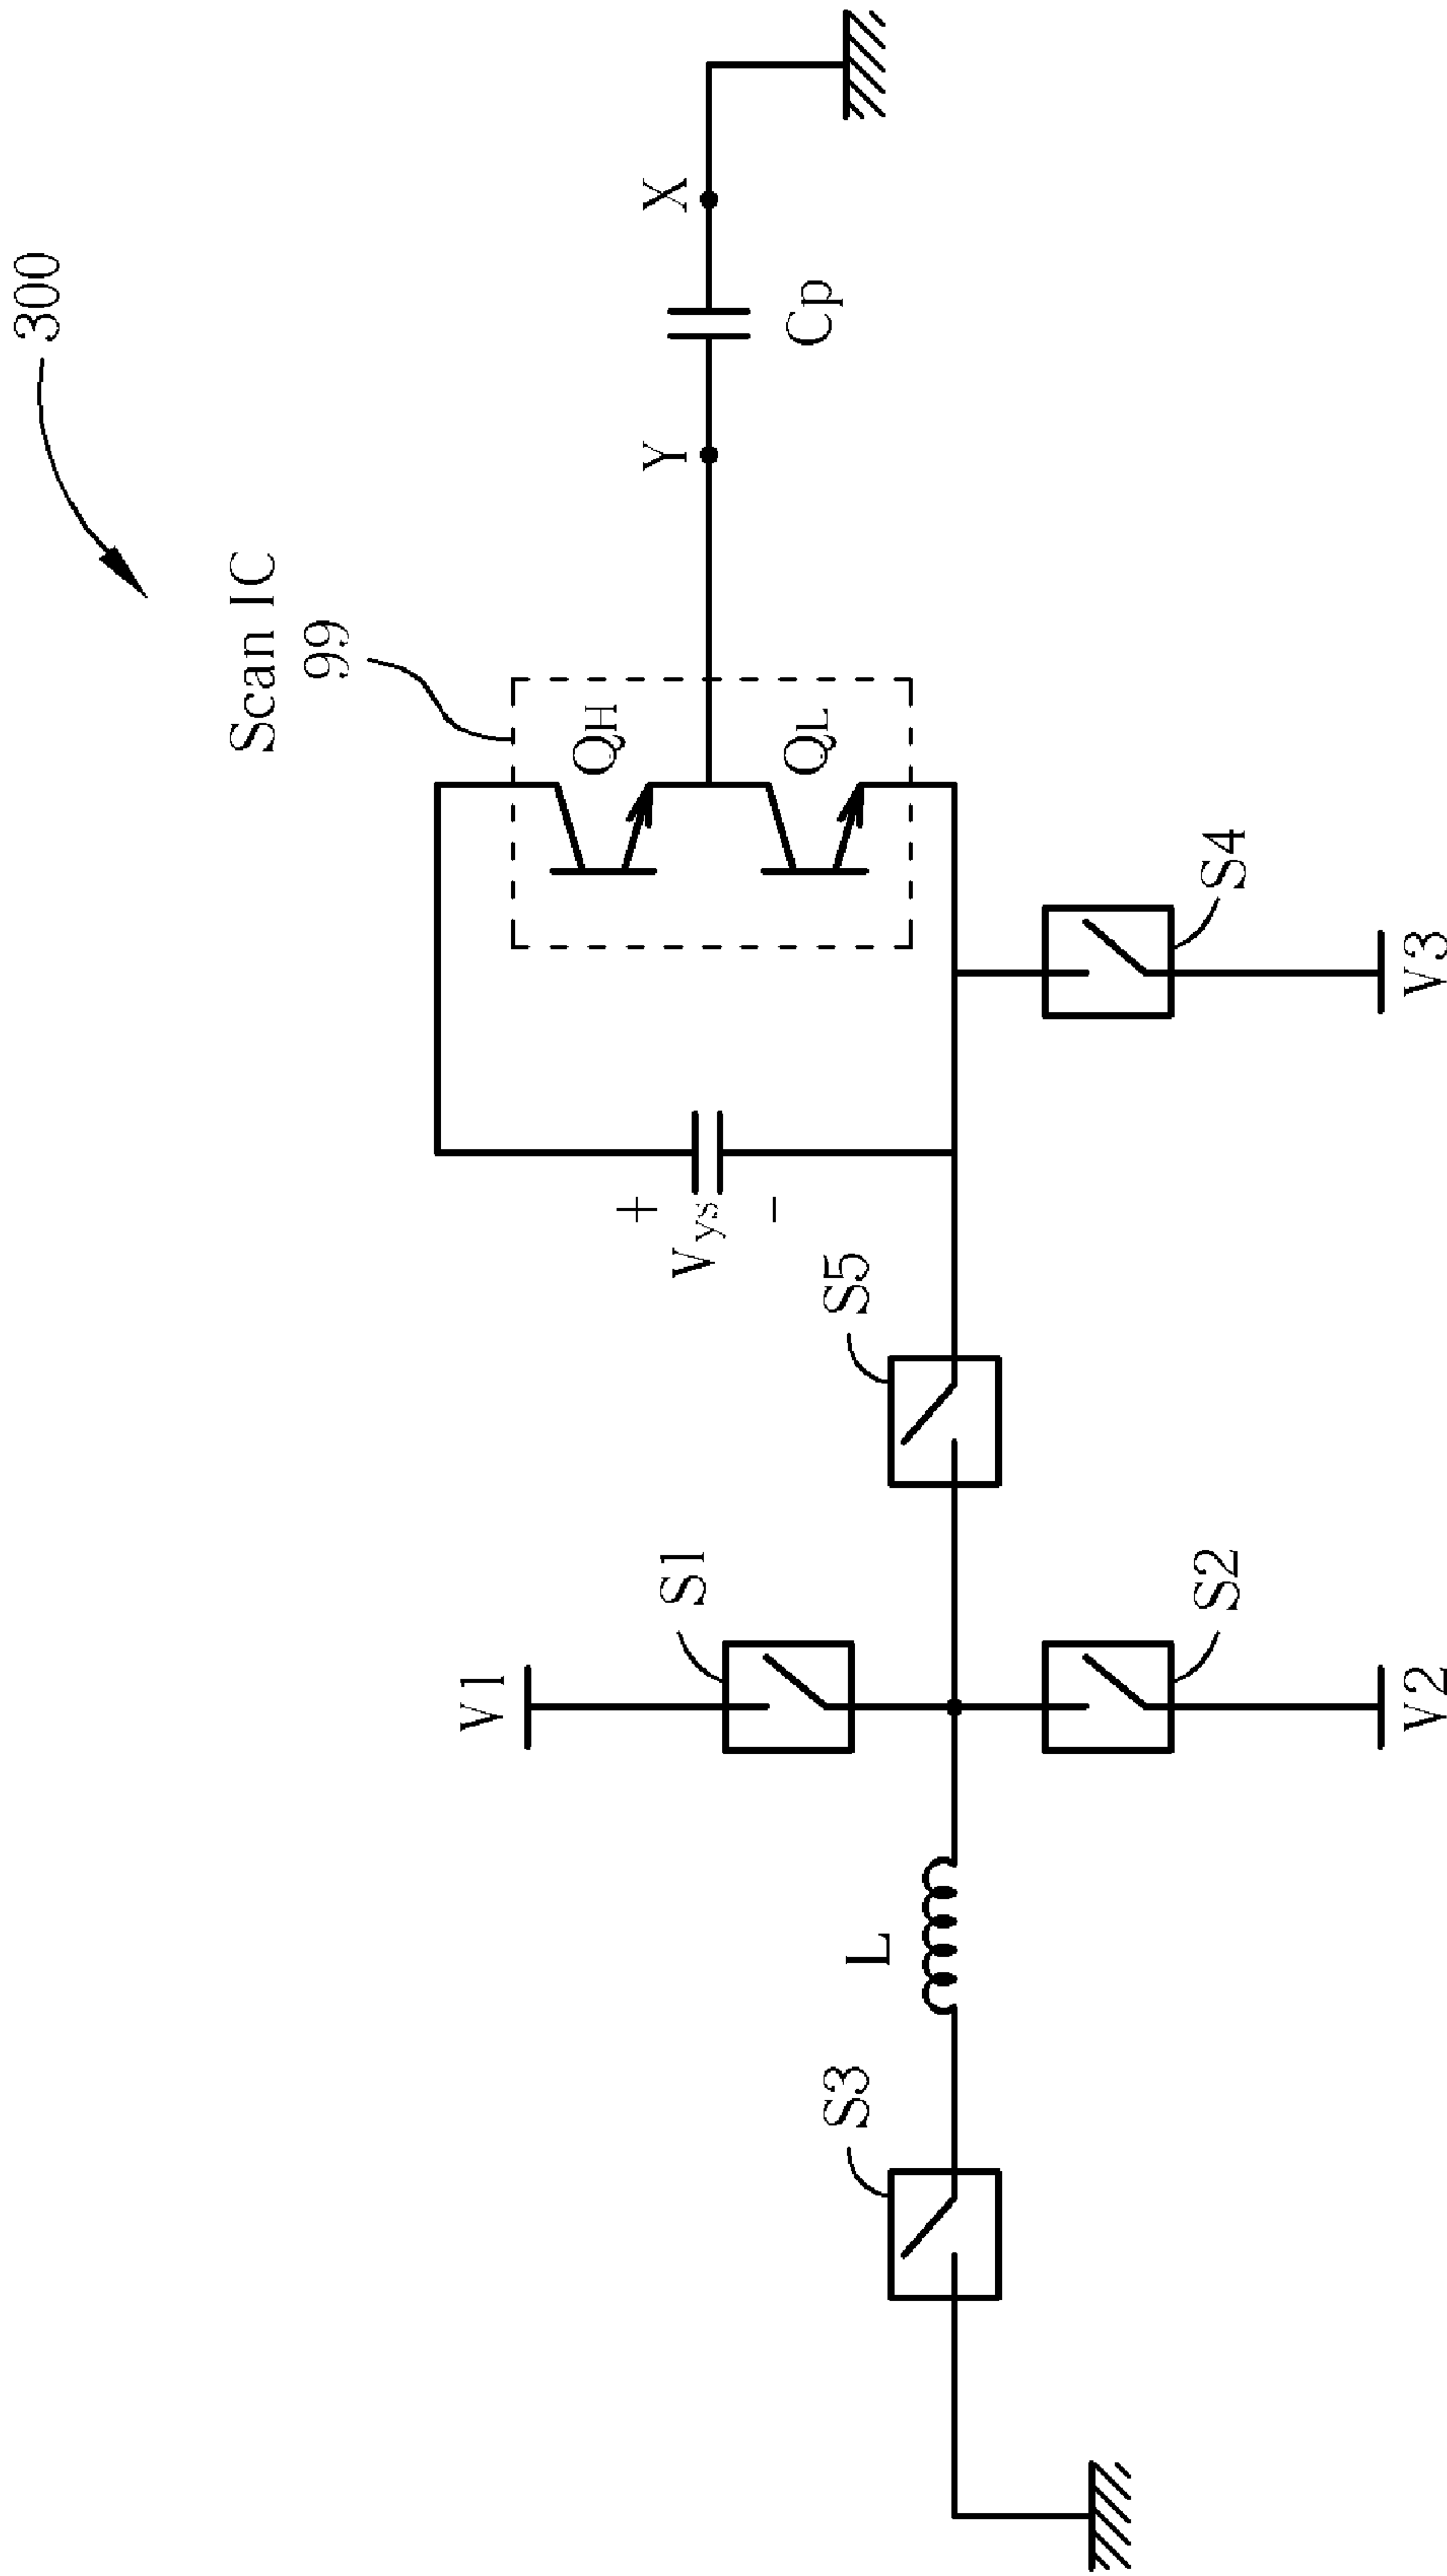 300
Scan IC
99
QH
QL
Y
X
Cp
+
Vys
-
S5
S4
V3
V1
S1
S2
V2
L
S3